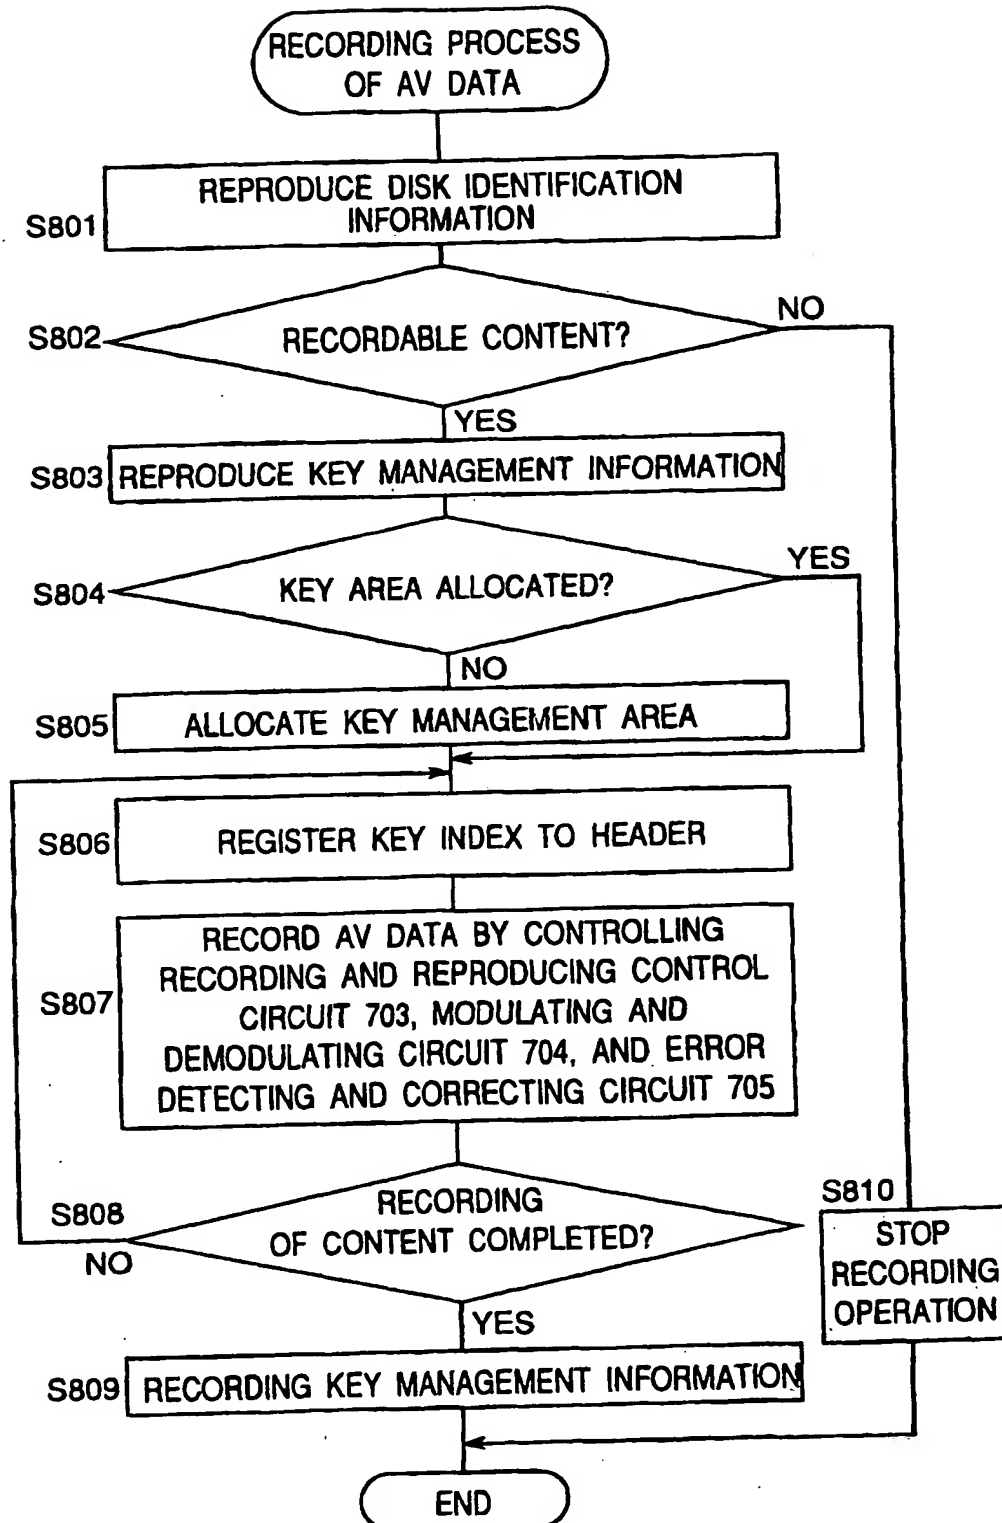 RECORDING PROCESS
OF AV DATA
REPRODUCE DISK IDENTIFICATION
INFORMATION
S801
NO
S802
RECORDABLE CONTENT?
YES
S803
REPRODUCE KEY MANAGEMENT INFORMATION
YES
S804
KEY AREA ALLOCATED?
NO
S805
ALLOCATE KEY MANAGEMENT AREA
S806
REGISTER KEY INDEX TO HEADER
RECORD AV DATA BY CONTROLLING
RECORDING AND REPRODUCING CONTROL
S807
CIRCUIT 703, MODULATING AND
DEMODULATING CIRCUIT 704, AND ERROR
DETECTING AND CORRECTING CIRCUIT 705
S808
RECORDING
OF CONTENT COMPLETED?
NO
S810
STOP
RECORDING
OPERATION
YES
S809
RECORDING KEY MANAGEMENT INFORMATION
END